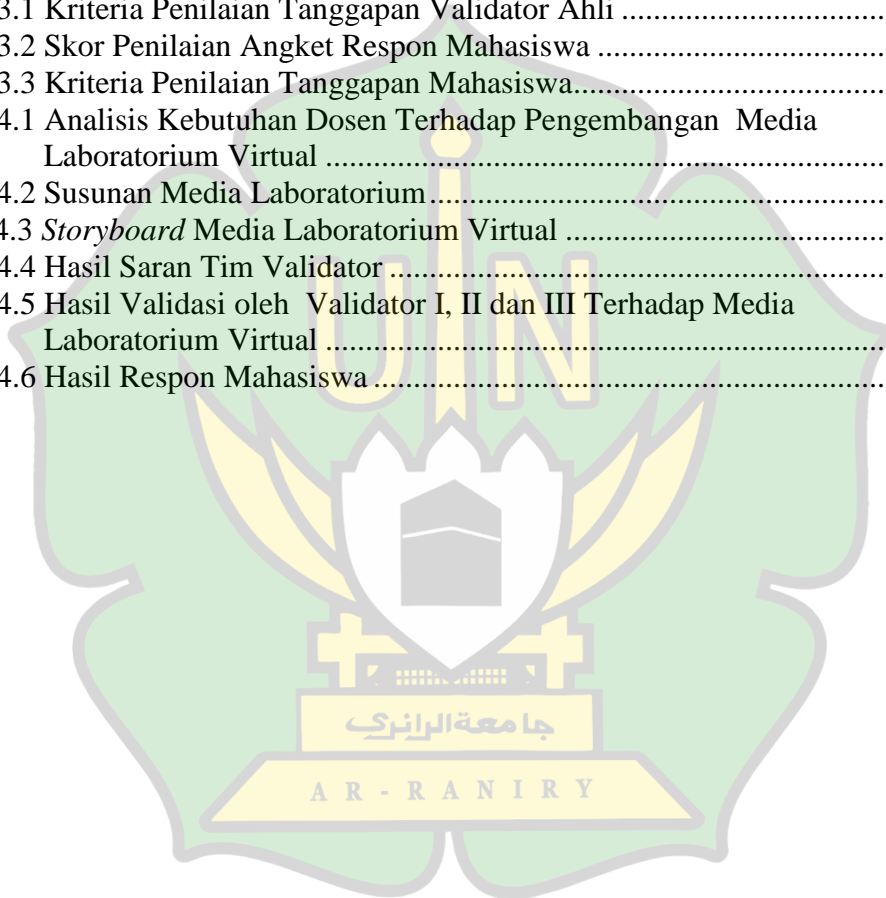 3.1 Kriteria Penilaian Tanggapan Validator Ahli ................................
3.2 Skor Penilaian Angket Respon Mahasiswa ...................................
3.3 Kriteria Penilaian Tanggapan Mahasiswa......................................
4.1 Analisis Kebutuhan Dosen Terhadap Pengembangan  Media
Laboratorium Virtual .....................................................................
4.2 Susunan Media Laboratorium........................................................
4.3 Storyboard Media Laboratorium Virtual .......................................
4.4 Hasil Saran Tim Validator .............................................................
4.5 Hasil Validasi oleh  Validator I, II dan III Terhadap Media
Laboratorium Virtual .....................................................................
4.6 Hasil Respon Mahasiswa ...............................................................
UIN
جامعة الرانري
AR-RANIRY